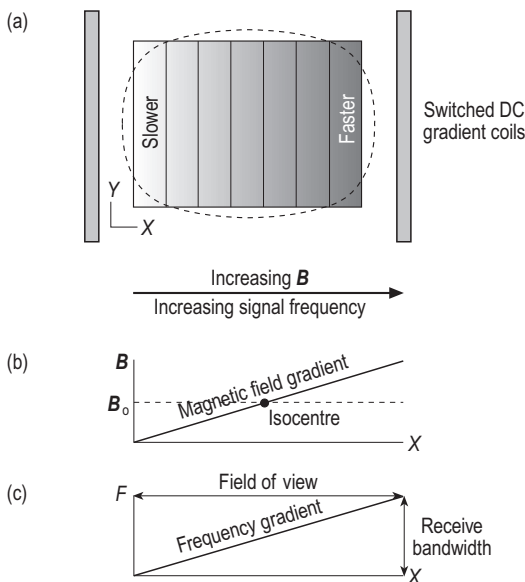 (a)
Slower
Faster
Switched DC
gradient coils
Y
X
Increasing B
Increasing signal frequency
(b)
B
Magnetic field gradient
Bo
Isocentre
X
(c)
F
Field of view
Frequency gradient
Receive
bandwidth
X